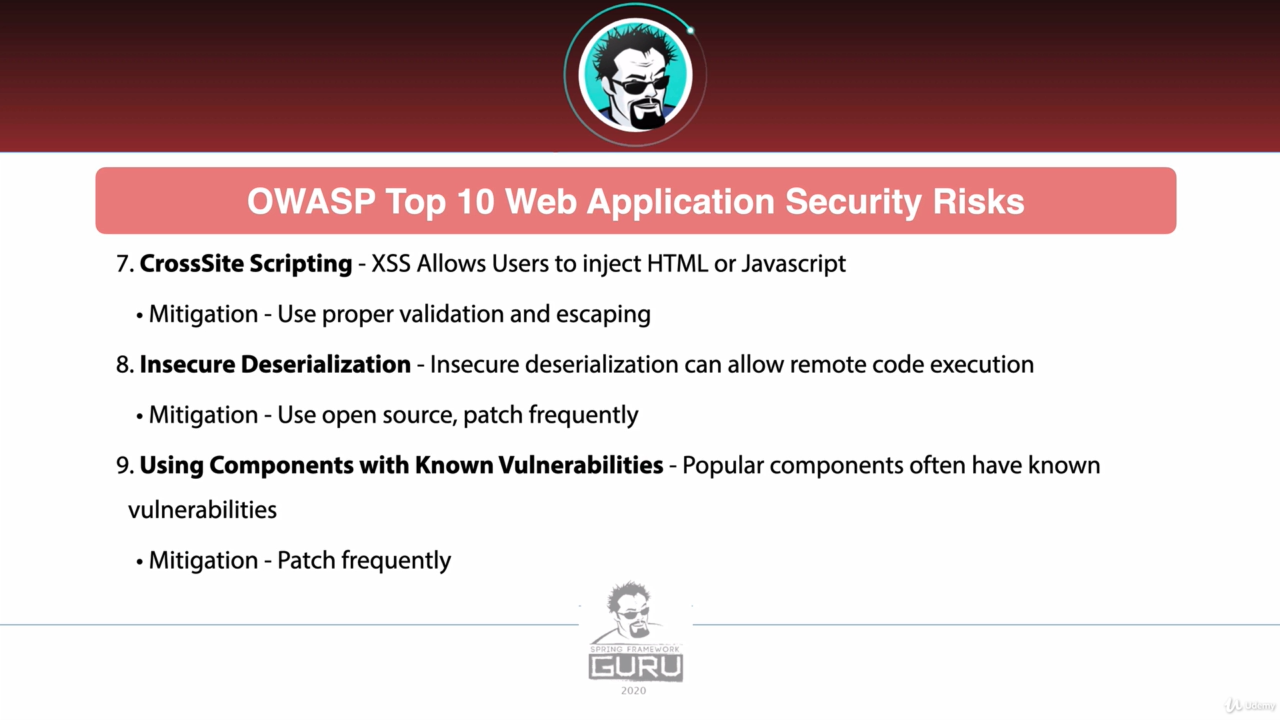 OWASP Top 10 Web Application Security Risks
7. CrossSite Scripting - XSS Allows Users to inject HTML or Javascript
• Mitigation - Use proper validation and escaping
8. Insecure Deserialization - Insecure deserialization can allow remote code execution
• Mitigation - Use open source, patch frequently
9. Using Components with Known Vulnerabilities - Popular components often have known
vulnerabilities
• Mitigation - Patch frequently
SPRING FRAMEWORK
GURU
2020
Udemy